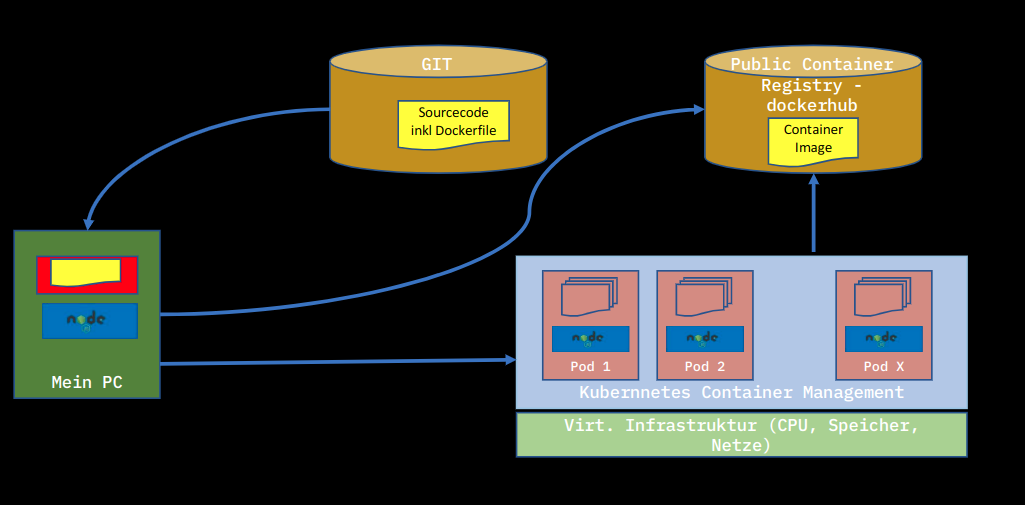 GIT
Sourcecode
inkl Dockerfile
Public Container
Registry -
dockerhub
Container
Image
node
Mein PC
node
Pod 1
node
Pod 2
node
Pod X
Kubernnetes Container Management
Virt. Infrastruktur (CPU, Speicher,
Netze)